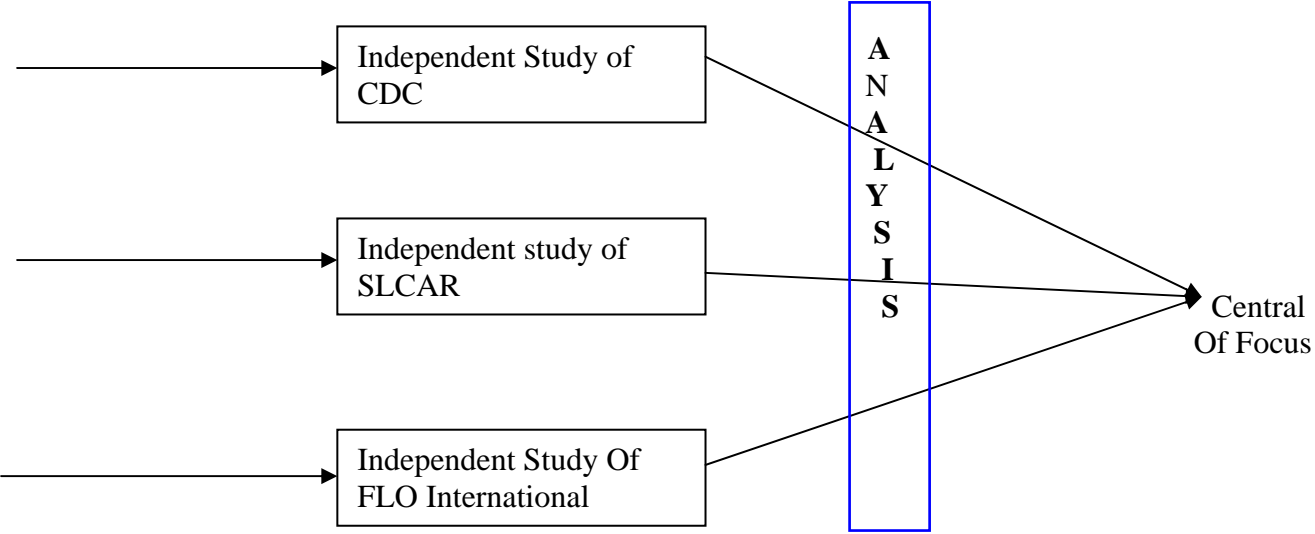 Independent Study of
CDC
A
N
A
L
Y
S
I
S
Independent study of
SLCAR
Central
Of Focus
Independent Study Of
FLO International